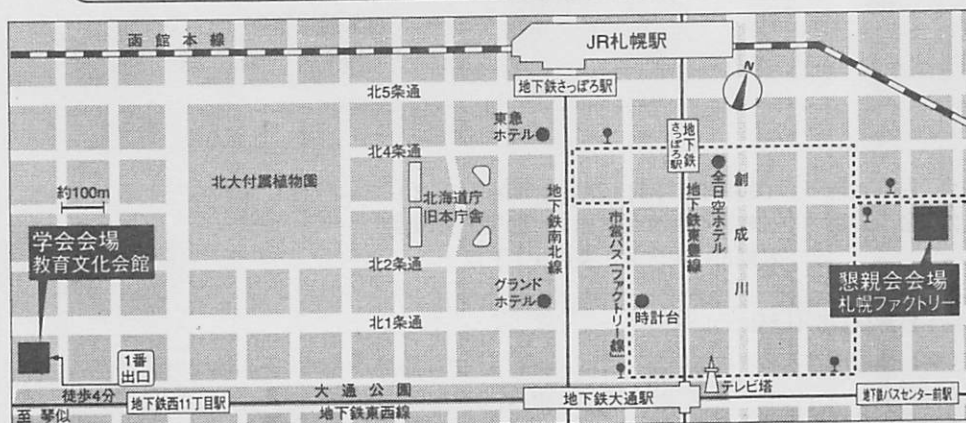 函館本線
JR札幌駅
地下鉄さっぽろ駅
N
北5条通
東急
ホテル
地下鉄
さっぽろ駅
北4条通
北大付属植物園
北海道庁
旧本庁舎
地下鉄南北線
市営バス(ファクトリー線)
地下鉄東豊線
全日空ホテル
創成川
約100m
学会会場
教育文化会館
北2条通
グランド
ホテル
時計台
懇親会会場
札幌ファクトリー
北1条通
1番
出口
徒歩4分
地下鉄西11丁目駅
大通公園
地下鉄大通駅
テレビ塔
地下鉄バスセンター前駅
至 琴似
地下鉄東西線